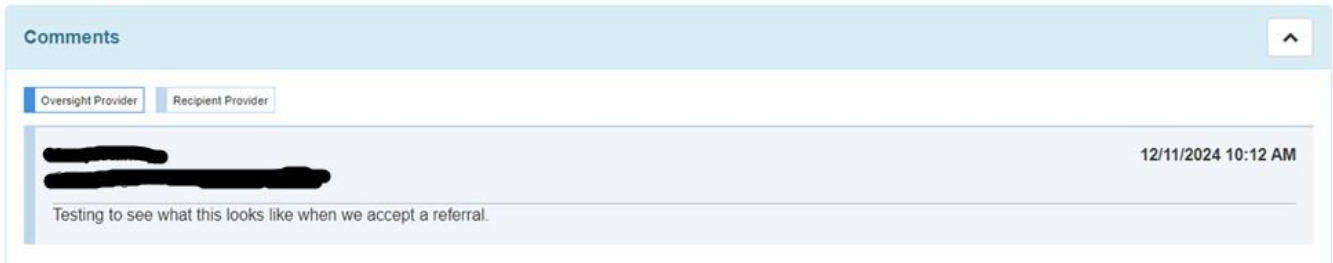 Comments
Oversight Provider Recipient Provider
12/11/2024 10:12 AM
Testing to see what this looks like when we accept a referral.